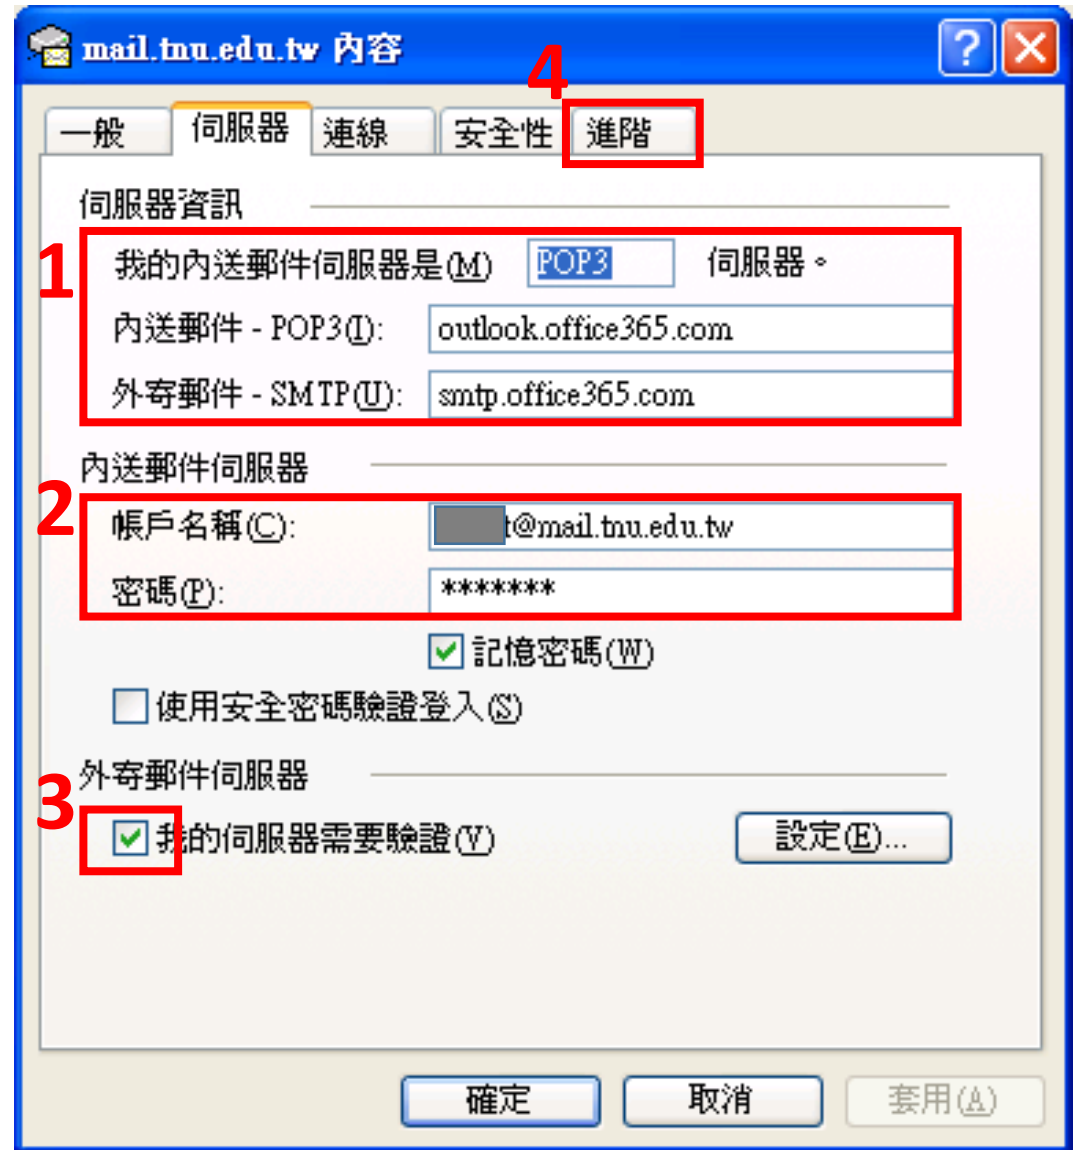 mail.tnu.edu.tw 內容
4
一般 伺服器 連線 安全性 進階
伺服器資訊
1
我的內送郵件伺服器是(M) POP3 伺服器。
內送郵件 - POP3(I): outlook.office365.com
外寄郵件 - SMTP(U): smtp.office365.com
內送郵件伺服器
2
帳戶名稱(C): t@mail.tnu.edu.tw
密碼(P): *******
記憶密碼(W)
使用安全密碼驗證登入(S)
外寄郵件伺服器
3
我的伺服器需要驗證(V) 設定(E)...
確定 取消 套用(A)